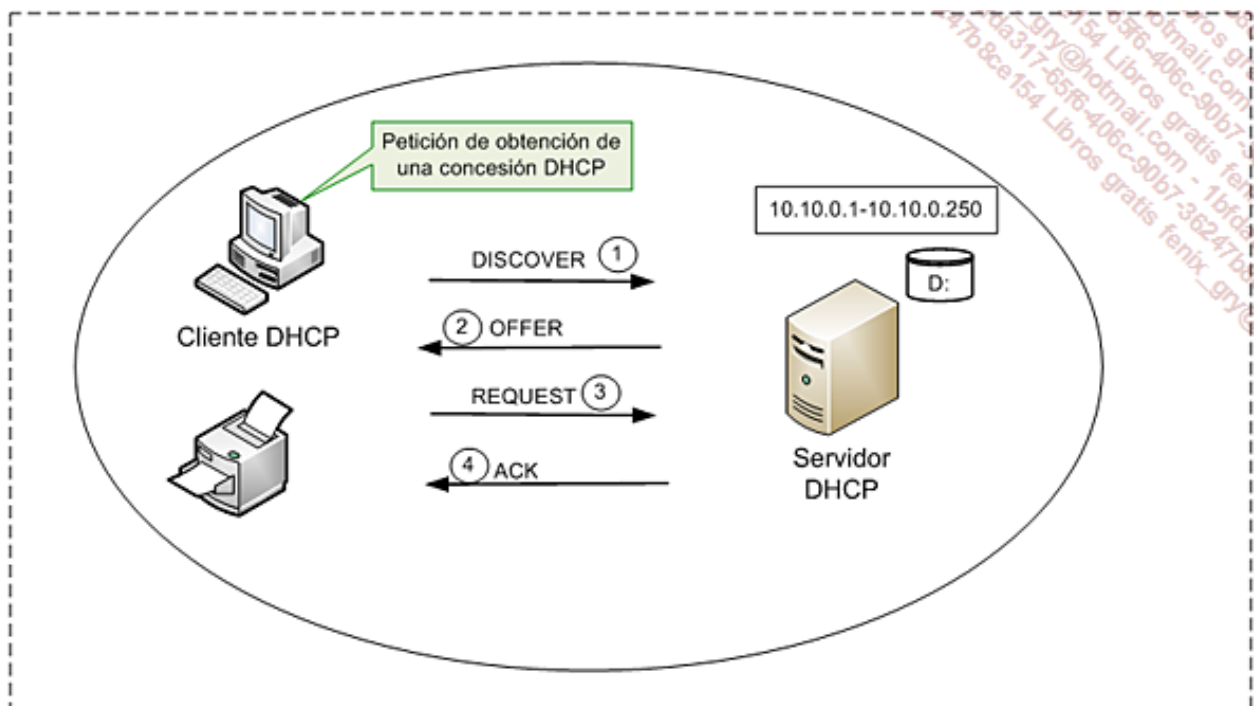 Petición de obtención de
una concesión DHCP
10.10.0.1-10.10.0.250
DISCOVER 1
D:
Cliente DHCP
2 OFFER
REQUEST 3
4 ACK
Servidor
DHCP